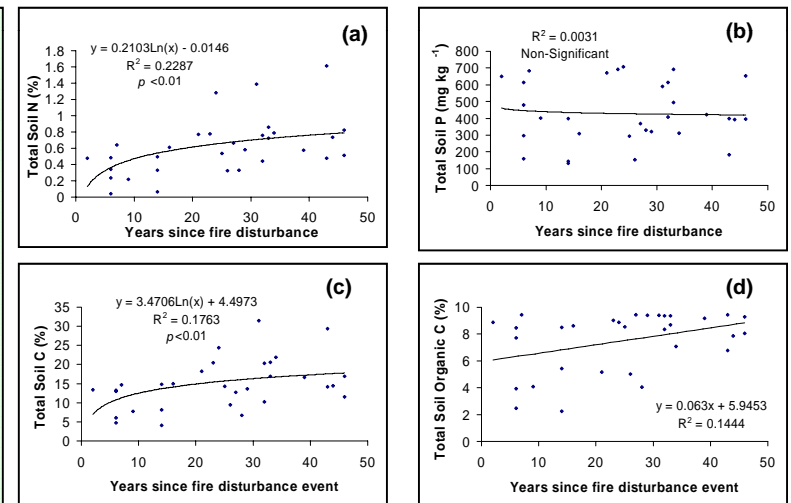 (a)
y = 0.2103Ln(x) - 0.0146
R² = 0.2287
p <0.01
Total Soil N (%)
1.8
1.6
1.4
1.2
1
0.8
0.6
0.4
0.2
0
0 10 20 30 40 50
Years since fire disturbance
(b)
R² = 0.0031
Non-Significant
Total Soil P (mg kg ⁻¹)
800
700
600
500
400
300
200
100
0
0 10 20 30 40 50
Years since fire disturbance
(c)
y = 3.4706Ln(x) + 4.4973
R² = 0.1763
p<0.01
Total Soil C (%)
35
30
25
20
15
10
5
0
0 10 20 30 40 50
Years since fire disturbance event
(d)
Total Soil Organic C (%)
10
8
6
4
2
0
y = 0.063x + 5.9453
R² = 0.1444
0 10 20 30 40 50
Years since fire disturbance event